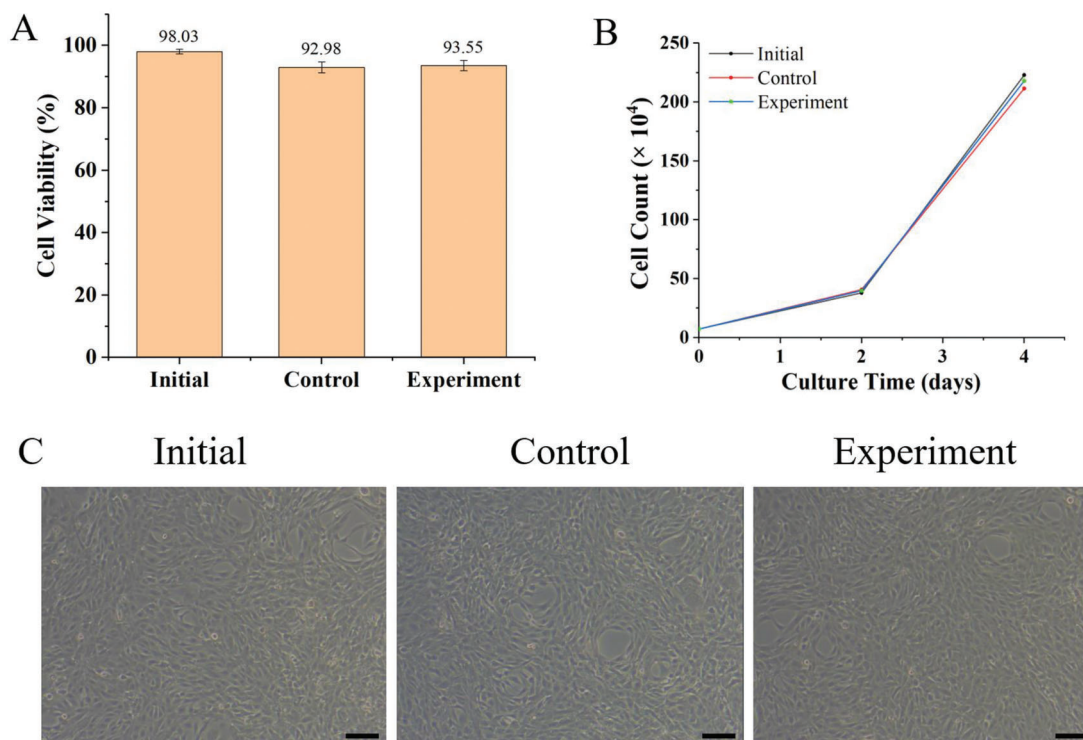 A
98.03
92.98
93.55
100
80
60
40
20
0
Cell Viability (%)
Initial
Control
Experiment
B
250
200
150
100
50
0
Cell Count (× 10⁴)
Initial
Control
Experiment
0
1
2
3
4
Culture Time (days)
C
Initial
Control
Experiment